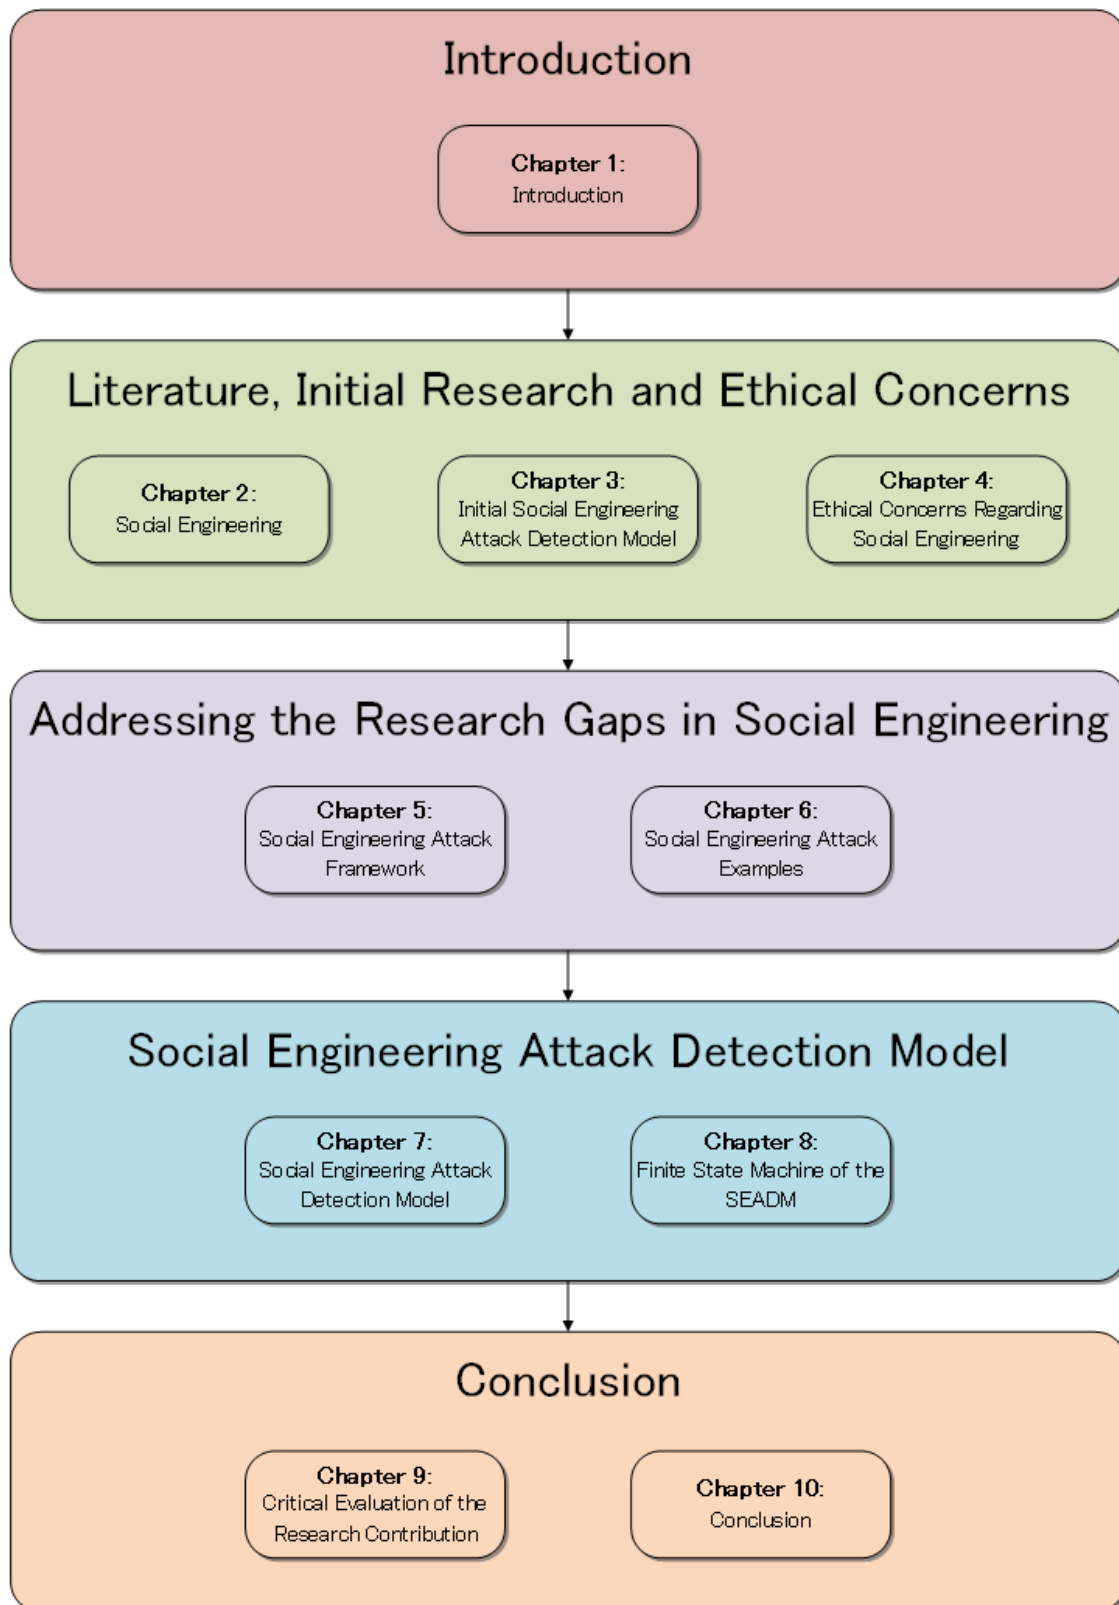 Introduction
Chapter 1:
Introduction
Literature, Initial Research and Ethical Concerns
Chapter 2:
Social Engineering
Chapter 3:
Initial Social Engineering
Attack Detection Model
Chapter 4:
Ethical Concerns Regarding
Social Engineering
Addressing the Research Gaps in Social Engineering
Chapter 5:
Social Engineering Attack
Framework
Chapter 6:
Social Engineering Attack
Examples
Social Engineering Attack Detection Model
Chapter 7:
Social Engineering Attack
Detection Model
Chapter 8:
Finite State Machine of the
SEADM
Conclusion
Chapter 9:
Critical Evaluation of the
Research Contribution
Chapter 10:
Conclusion